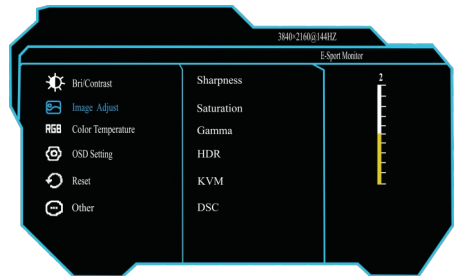 3840×2160@144HZ
E-Sport Monitor
Bri/Contrast
Image Adjust
RGB Color Temperature
OSD Setting
Reset
Other
Sharpness
Saturation
Gamma
HDR
KVM
DSC
2